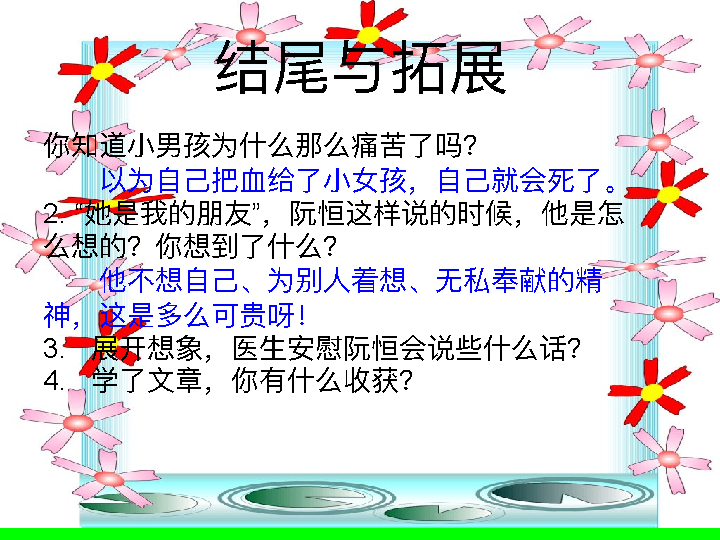 结尾与拓展
你知道小男孩为什么那么痛苦了吗？
以为自己把血给了小女孩，自己就会死了。
2. “她是我的朋友”，阮恒这样说的时候，他是怎
么想的？你想到了什么？
他不想自己、为别人着想、无私奉献的精
神，这是多么可贵呀！
3. 展开想象，医生安慰阮恒会说些什么话？
4. 学了文章，你有什么收获？